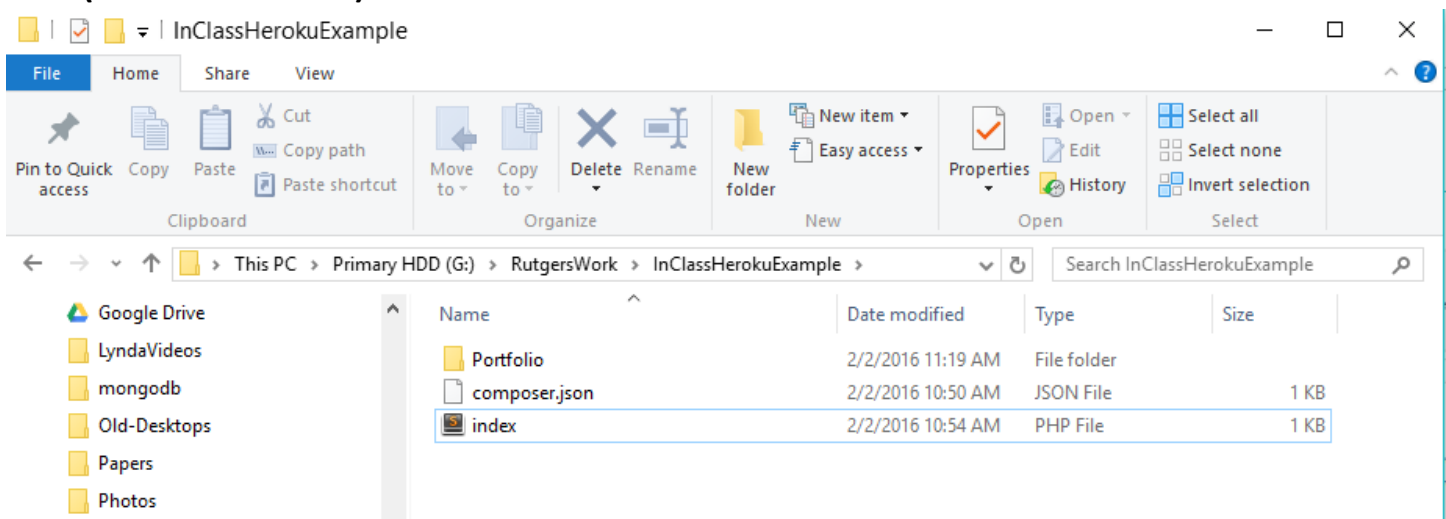 InClassHerokuExample
File Home Share View
Pin to Quick access
Copy
Paste
Cut
Copy path
Paste shortcut
Clipboard
Move to
Copy to
Delete
Rename
Organize
New folder
New item
Easy access
New
Properties
Open
Edit
History
Open
Select all
Select none
Invert selection
Select
This PC > Primary HDD (G:) > RutgersWork > InClassHerokuExample >
Search InClassHerokuExample
Google Drive
LyndaVideos
mongodb
Old-Desktops
Papers
Photos
Name Date modified Type Size
Portfolio 2/2/2016 11:19 AM File folder
composer.json 2/2/2016 10:50 AM JSON File 1 KB
index 2/2/2016 10:54 AM PHP File 1 KB